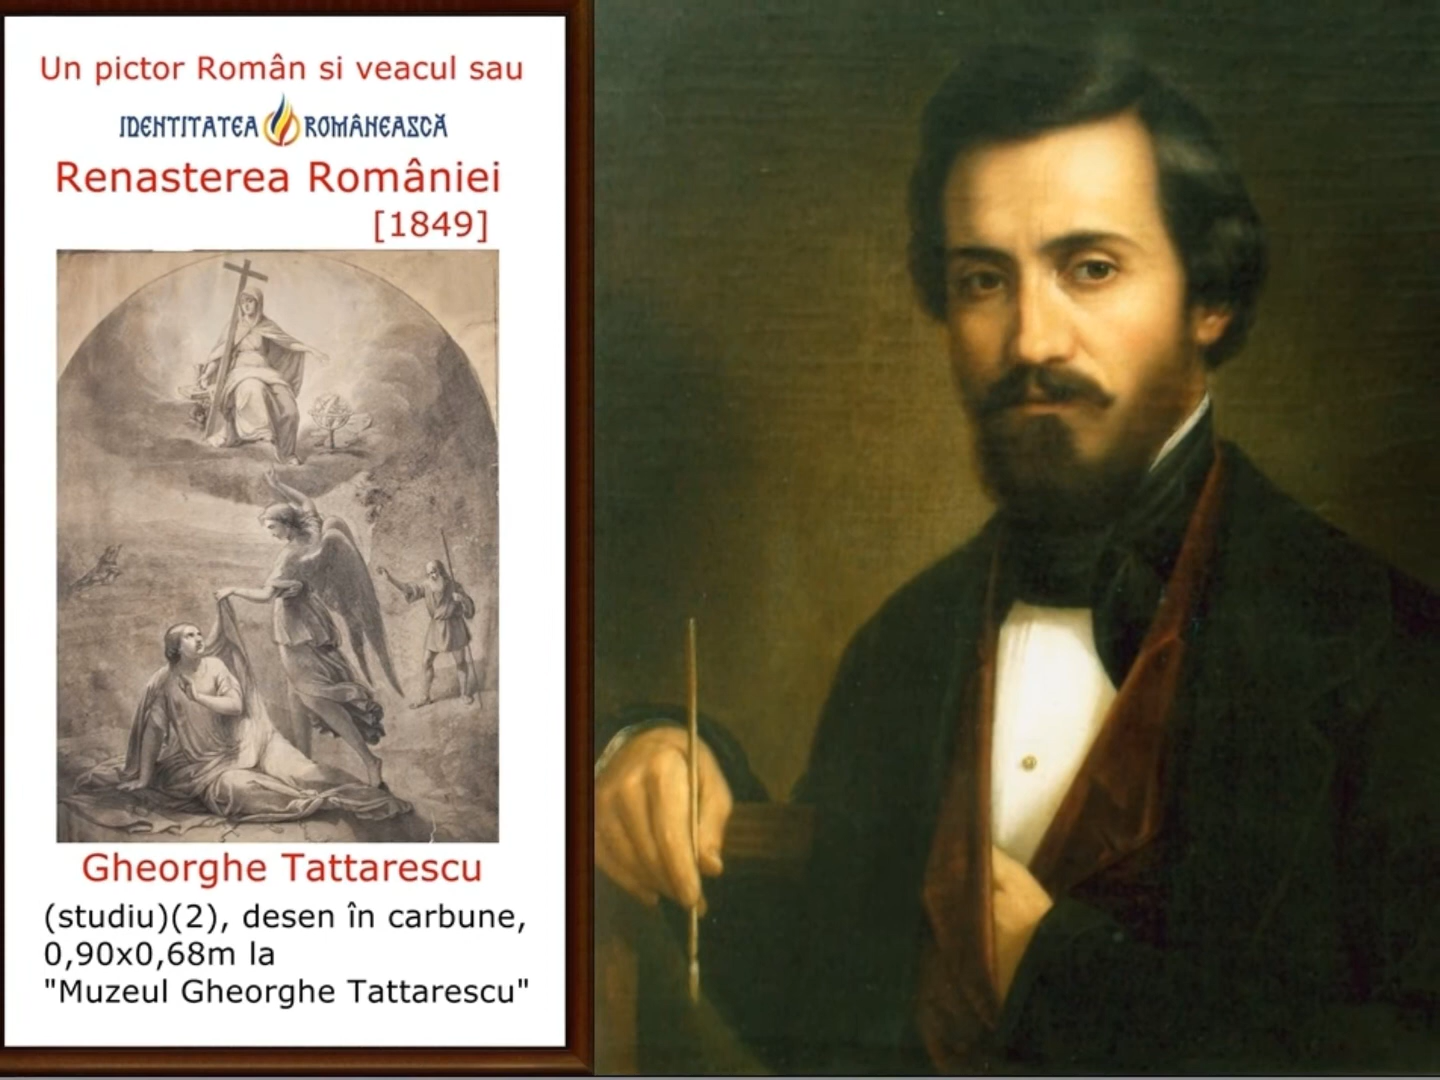 Un pictor Român si veacul sau
IDENTITATEA ROMÂNEASCĂ
Renasterea României
[1849]
Gheorghe Tattarescu
(studiu)(2), desen în carbune,
0,90x0,68m la
"Muzeul Gheorghe Tattarescu"